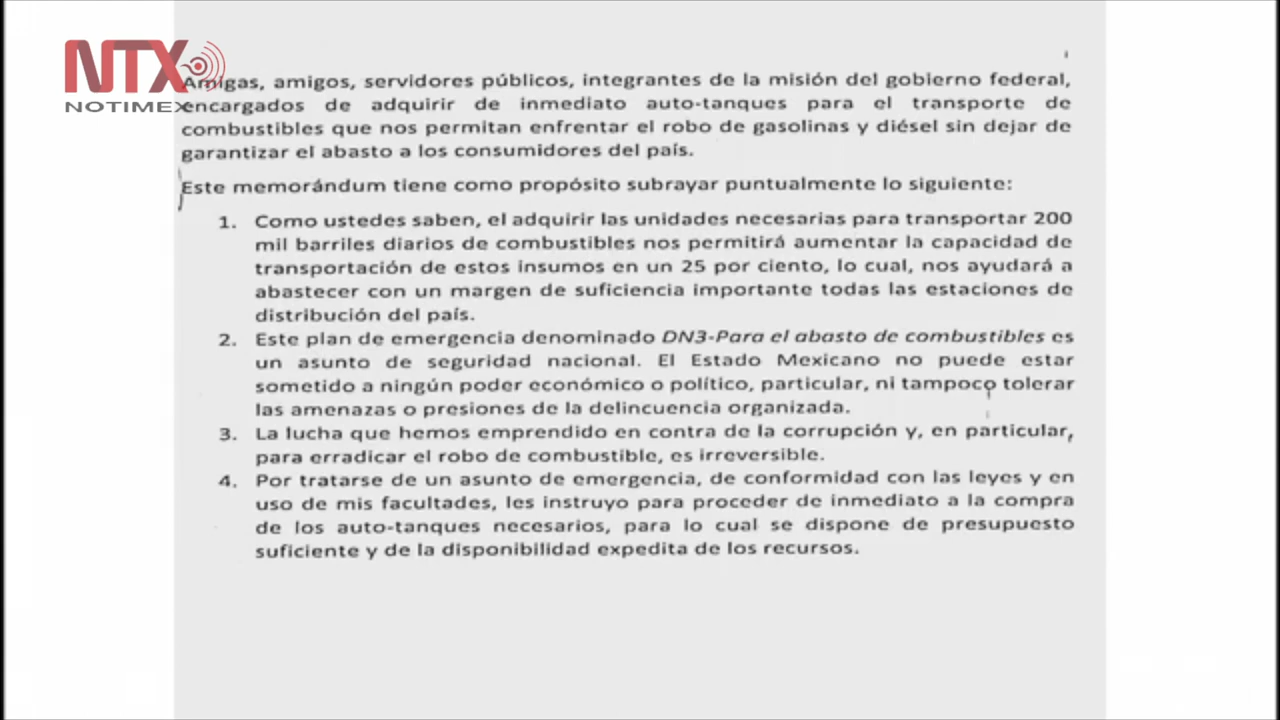 NTX
NOTIMEX
Amigas, amigos, servidores públicos, integrantes de la misión del gobierno federal,
encargados de adquirir de inmediato auto-tanques para el transporte de
combustibles que nos permitan enfrentar el robo de gasolinas y diésel sin dejar de
garantizar el abasto a los consumidores del país.
Este memorándum tiene como propósito subrayar puntualmente lo siguiente:
1. Como ustedes saben, el adquirir las unidades necesarias para transportar 200
mil barriles diarios de combustibles nos permitirá aumentar la capacidad de
transportación de estos insumos en un 25 por ciento, lo cual, nos ayudará a
abastecer con un margen de suficiencia importante todas las estaciones de
distribución del país.
2. Este plan de emergencia denominado DN3-Para el abasto de combustibles es
un asunto de seguridad nacional. El Estado Mexicano no puede estar
sometido a ningún poder económico o político, particular, ni tampoco tolerar
las amenazas o presiones de la delincuencia organizada.
3. La lucha que hemos emprendido en contra de la corrupción y, en particular,
para erradicar el robo de combustible, es irreversible.
4. Por tratarse de un asunto de emergencia, de conformidad con las leyes y en
uso de mis facultades, les instruyo para proceder de inmediato a la compra
de los auto-tanques necesarios, para lo cual se dispone de presupuesto
suficiente y de la disponibilidad expedita de los recursos.